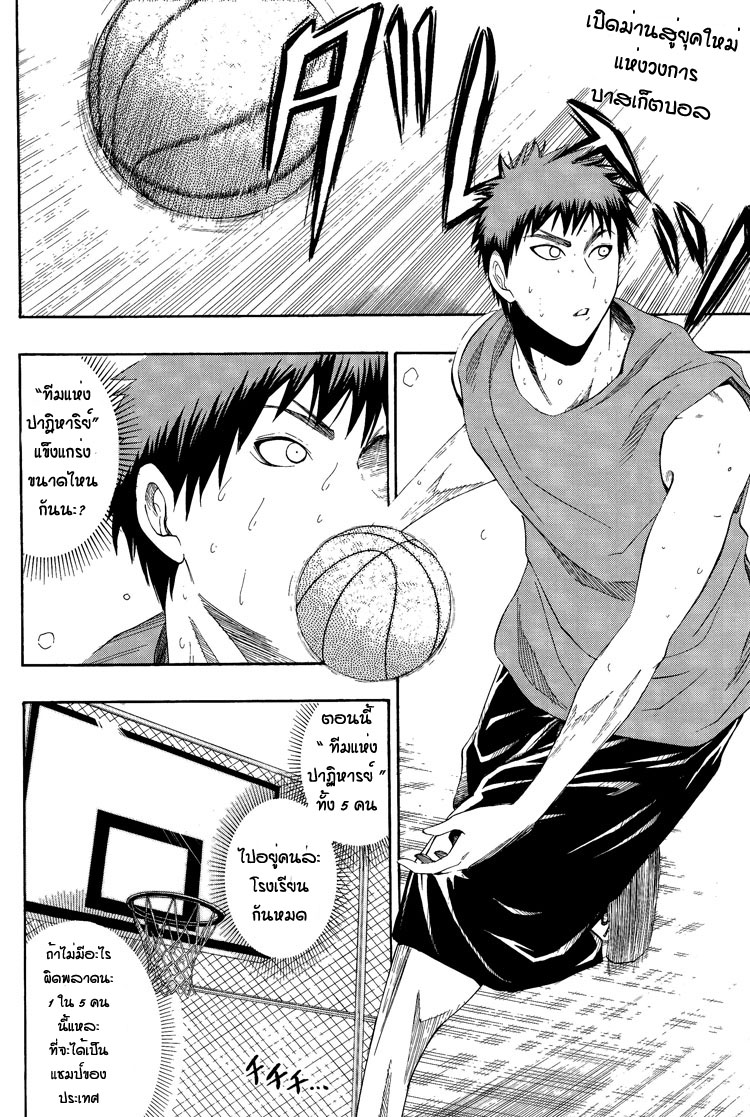 เปิดม่านสู่ยุคใหม่
แห่งวงการ
บาสเก็ตบอล
ダムッ
“ทีมแห่ง
ปาฏิหาริย์”
แข็งแกร่ง
ขนาดไหน
กันนะ?
ตอนนี้
“ ทีมแห่ง
ปาฏิหารย์ ”
ทั้ง 5 คน
ไปอยู่คนล่ะ
โรงเรียน
กันหมด
ถ้าไม่มีอะไร
ผิดพลาดนะ
1 ใน 5 คน
นี้แหละ
ที่จะได้เป็น
แชมป์ของ
ประเทศ
チチチ...